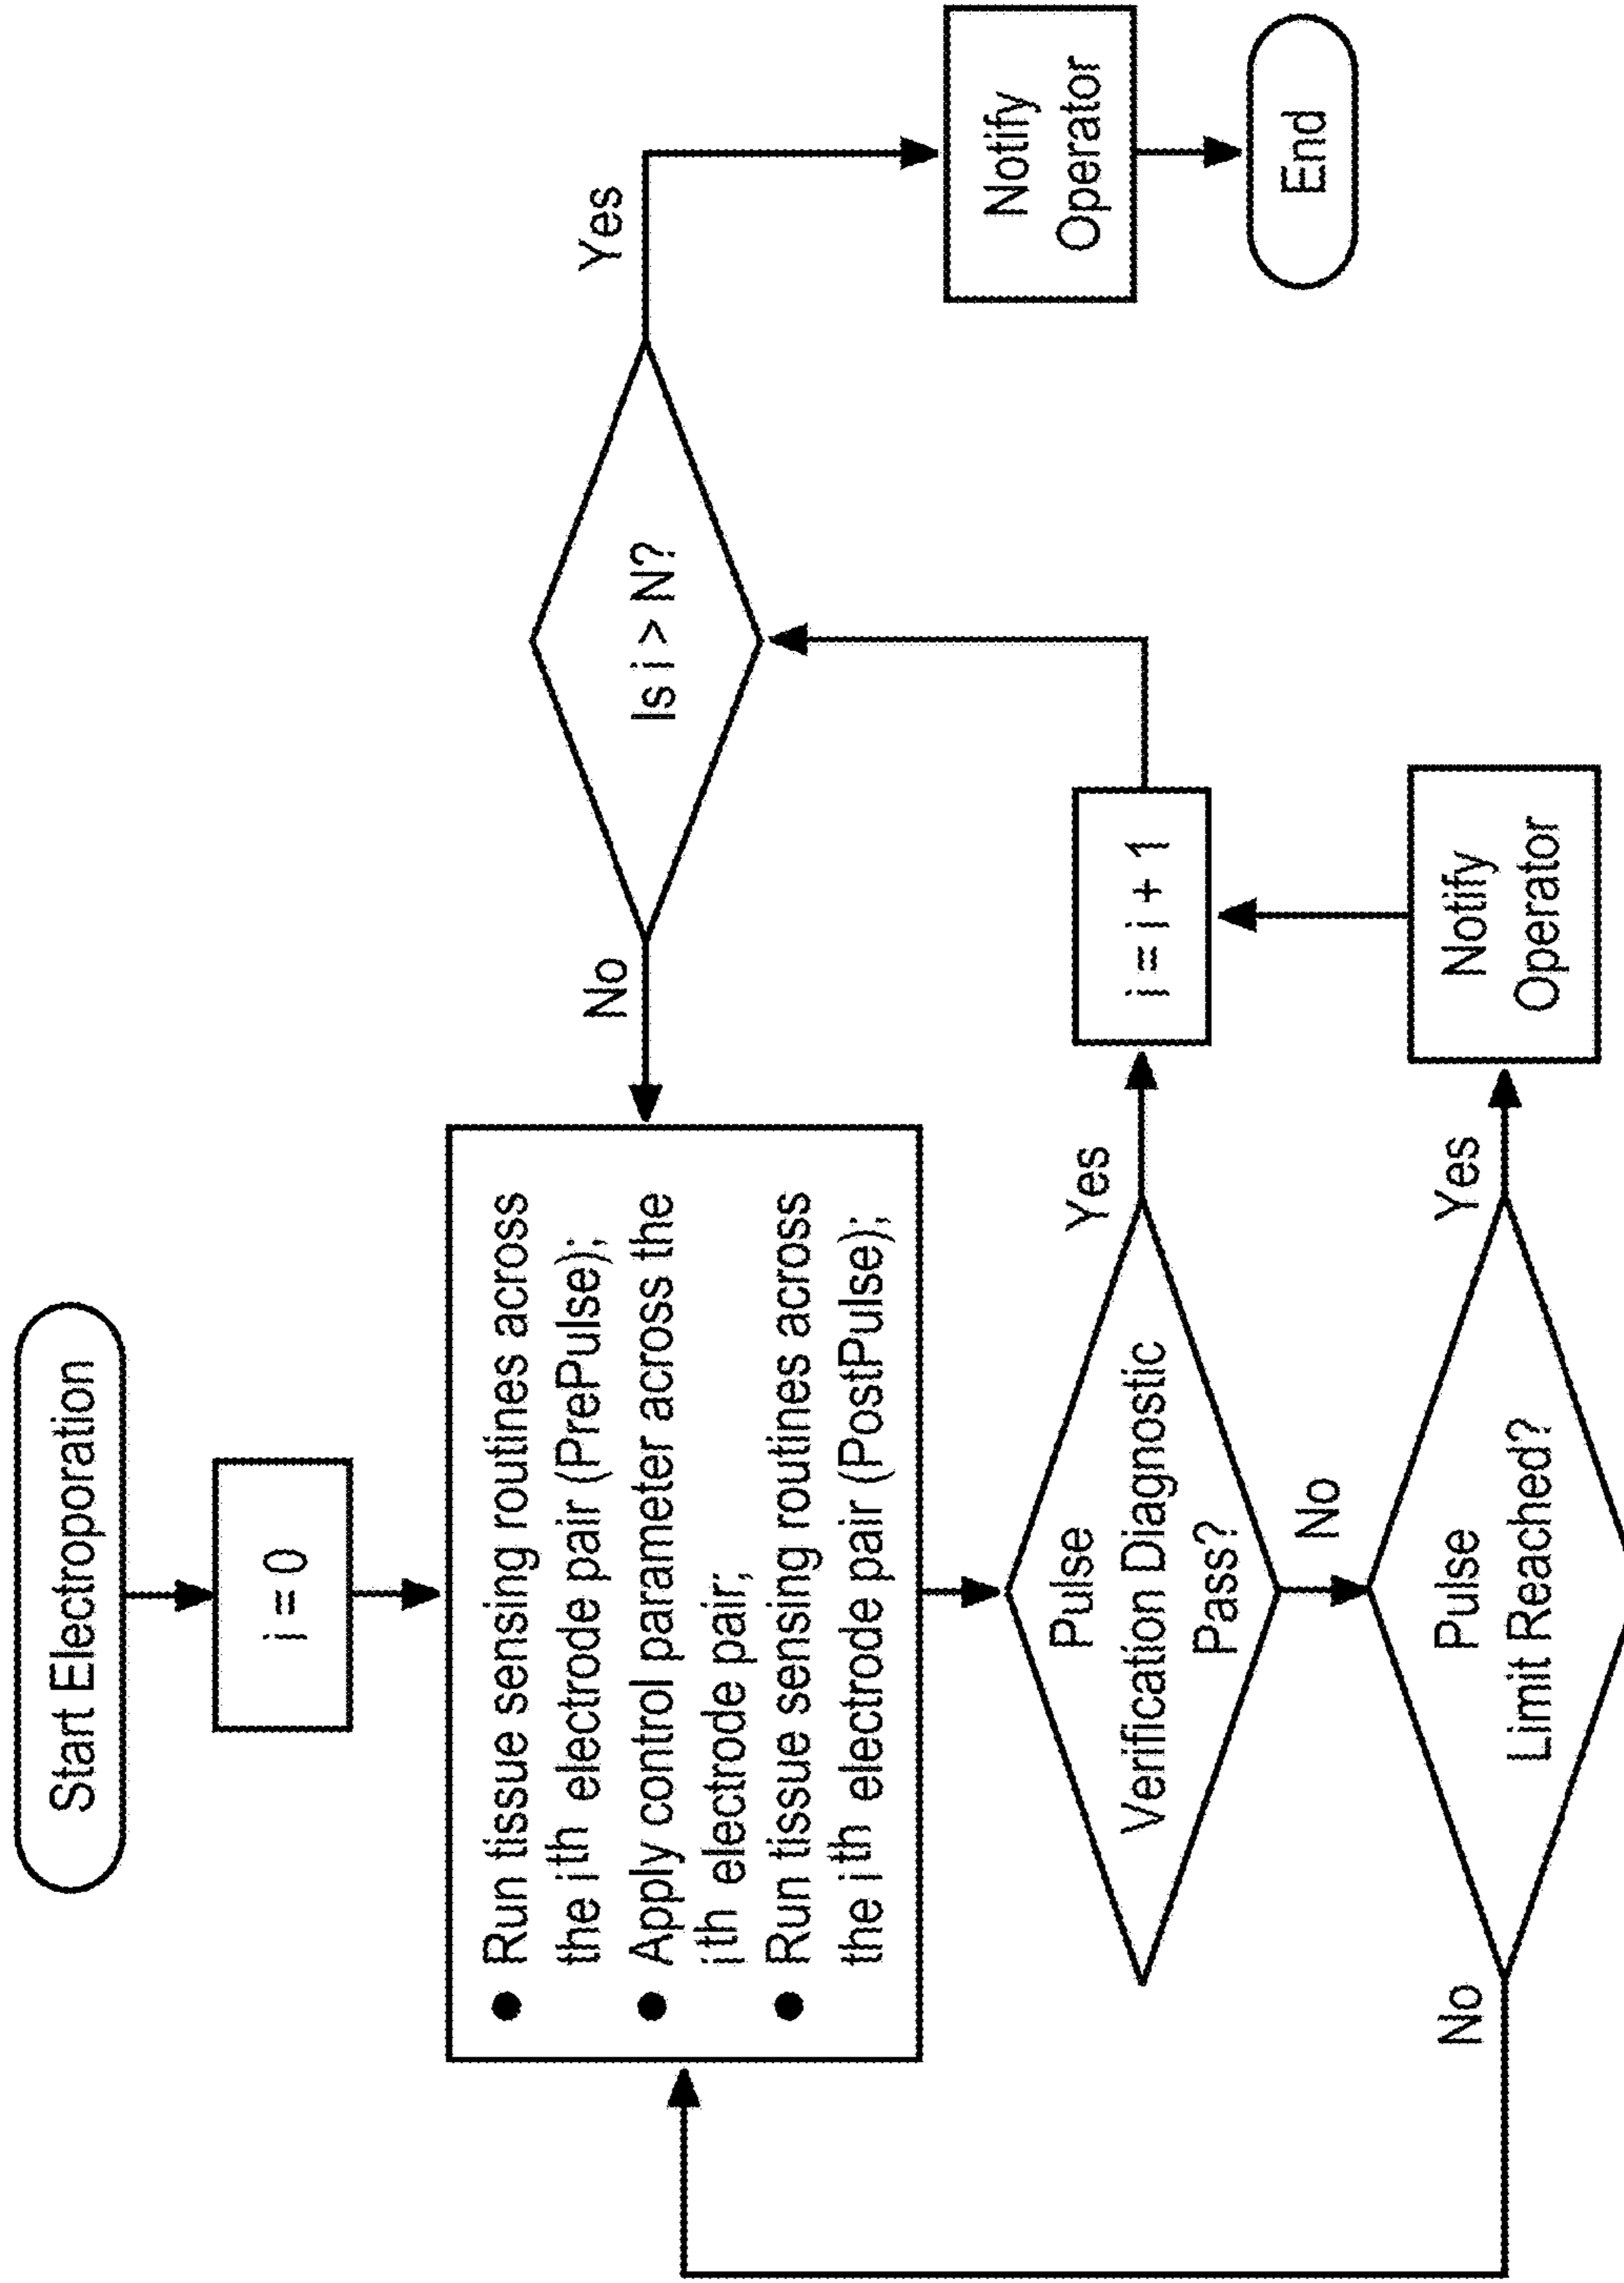 Start Electroporation
i = 0
● Run tissue sensing routines across
the i th electrode pair (PrePulse);
● Apply control parameter across the
i th electrode pair;
● Run tissue sensing routines across
the i th electrode pair (PostPulse);
No
Is i > N?
Yes
Notify
Operator
End
Pulse
Verification Diagnostic
Pass?
Yes
i = i + 1
No
Pulse
Limit Reached?
No
Yes
Notify
Operator